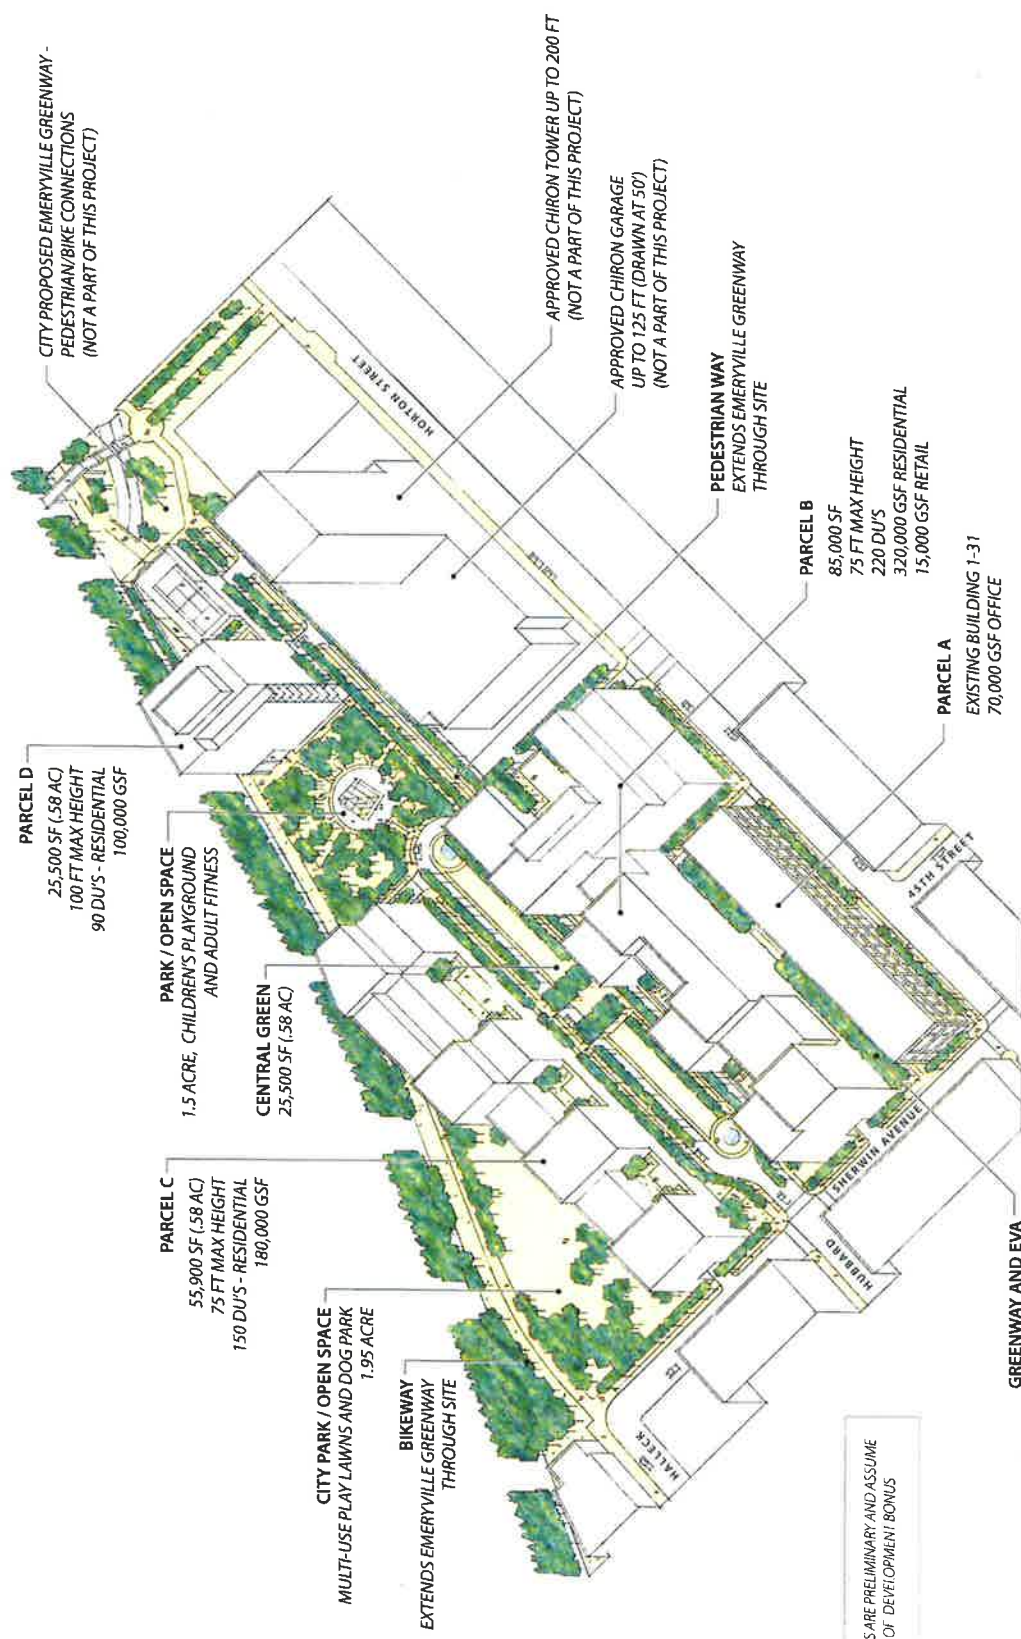 CITY PROPOSED EMERYVILLE GREENWAY -
PEDESTRIAN/BIKE CONNECTIONS
(NOT A PART OF THIS PROJECT)
APPROVED CHIRON TOWER UP TO 200 FT
(NOT A PART OF THIS PROJECT)
APPROVED CHIRON GARAGE
UP TO 125 FT (DRAWN AT 50')
(NOT A PART OF THIS PROJECT)
PEDESTRIAN WAY
EXTENDS EMERYVILLE GREENWAY
THROUGH SITE
PARCEL B
85,000 SF
75 FT MAX HEIGHT
220 DU'S
320,000 GSF RESIDENTIAL
15,000 GSF RETAIL
PARCEL A
EXISTING BUILDING 1-31
70,000 GSF OFFICE
PARCEL D
25,500 SF (.58 AC)
100 FT MAX HEIGHT
90 DU'S - RESIDENTIAL
100,000 GSF
PARK / OPEN SPACE
1.5 ACRE, CHILDREN'S PLAYGROUND
AND ADULT FITNESS
CENTRAL GREEN
25,500 SF (.58 AC)
PARCEL C
55,900 SF (.58 AC)
75 FT MAX HEIGHT
150 DU'S - RESIDENTIAL
180,000 GSF
CITY PARK / OPEN SPACE
MULTI-USE PLAY LAWNS AND DOG PARK
1.95 ACRE
BIKEWAY
EXTENDS EMERYVILLE GREENWAY
THROUGH SITE
HORTON STREET
45TH STREET
SHERWIN AVENUE
HUBBARD
HALLECK
GREENWAY AND EVA
S ARE PRELIMINARY AND ASSUME
OF DEVELOPMENT BONUS